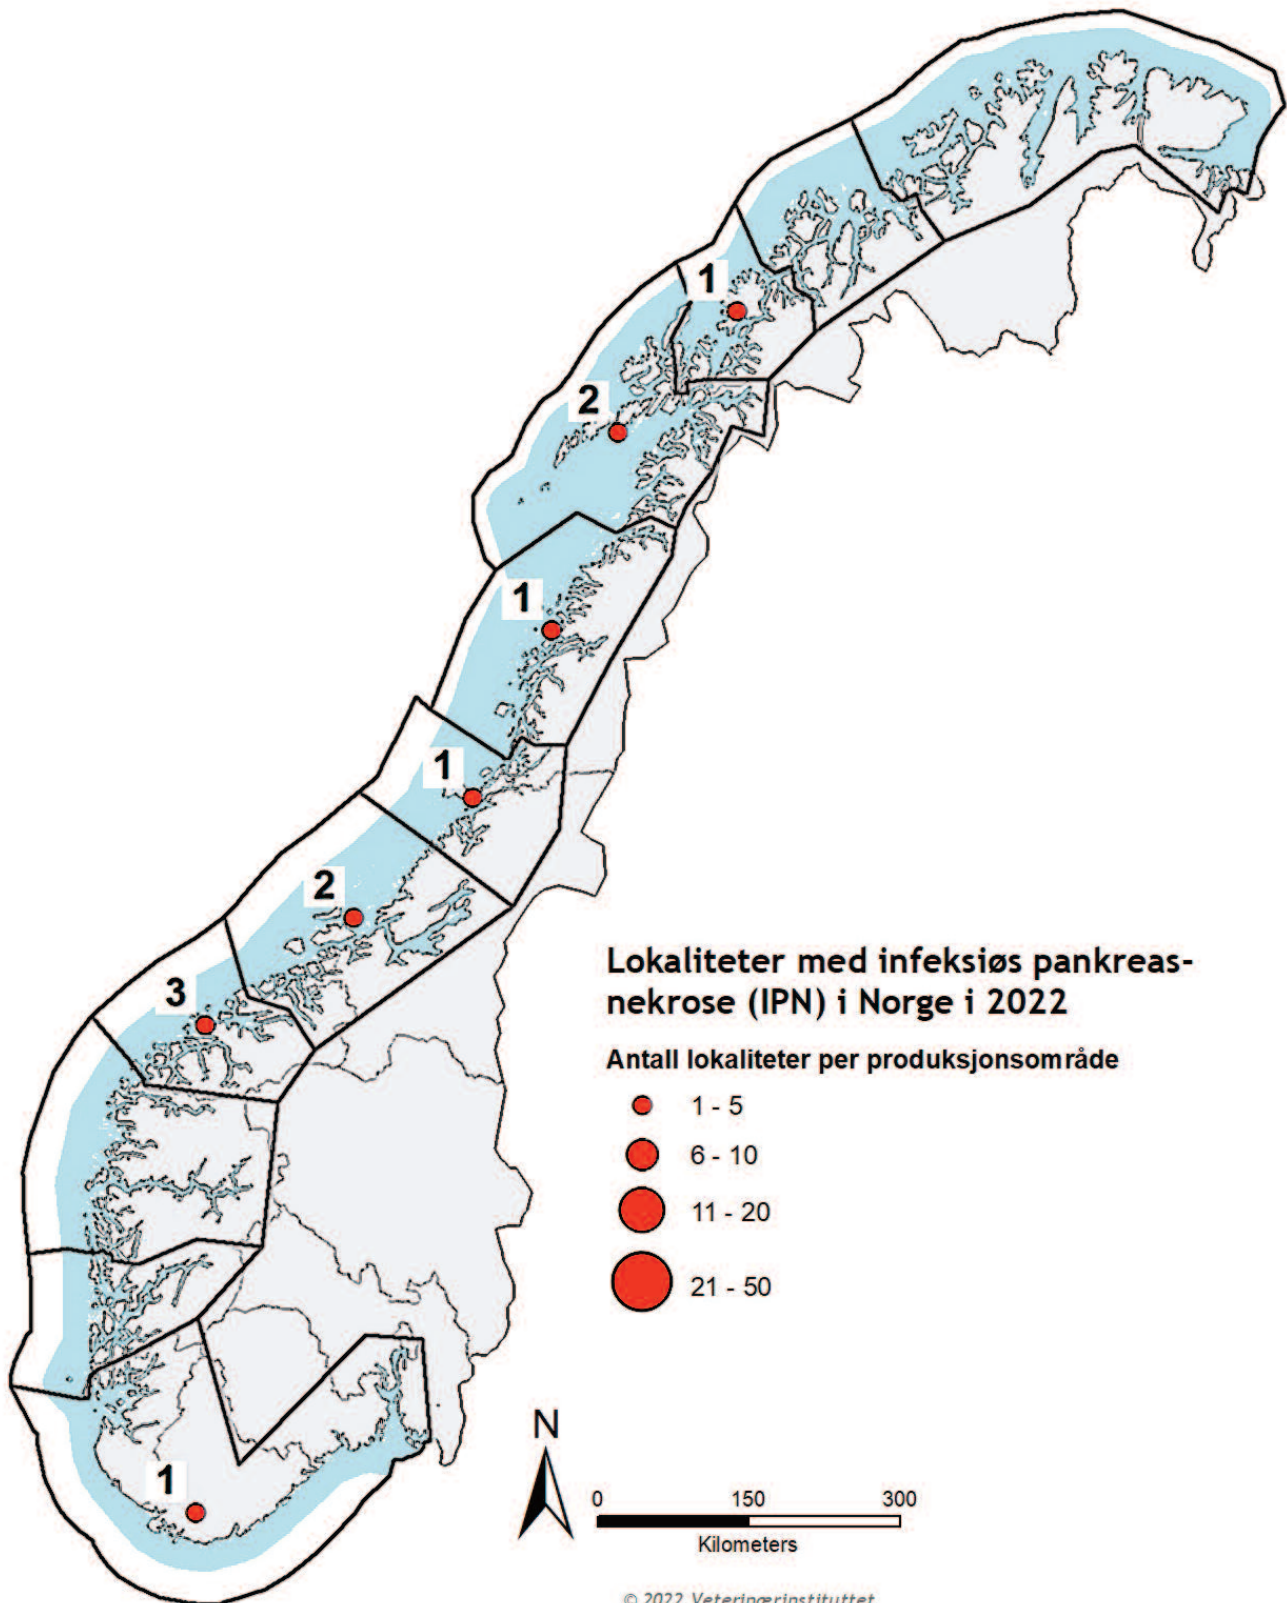 1
2
1
1
2
3
Lokaliteter med infeksiøs pankreas-
nekrose (IPN) i Norge i 2022
Antall lokaliteter per produksjonsområde
1 - 5
6 - 10
11 - 20
21 - 50
1
N
0 150 300
Kilometers
© 2022 Veterinærinstituttet